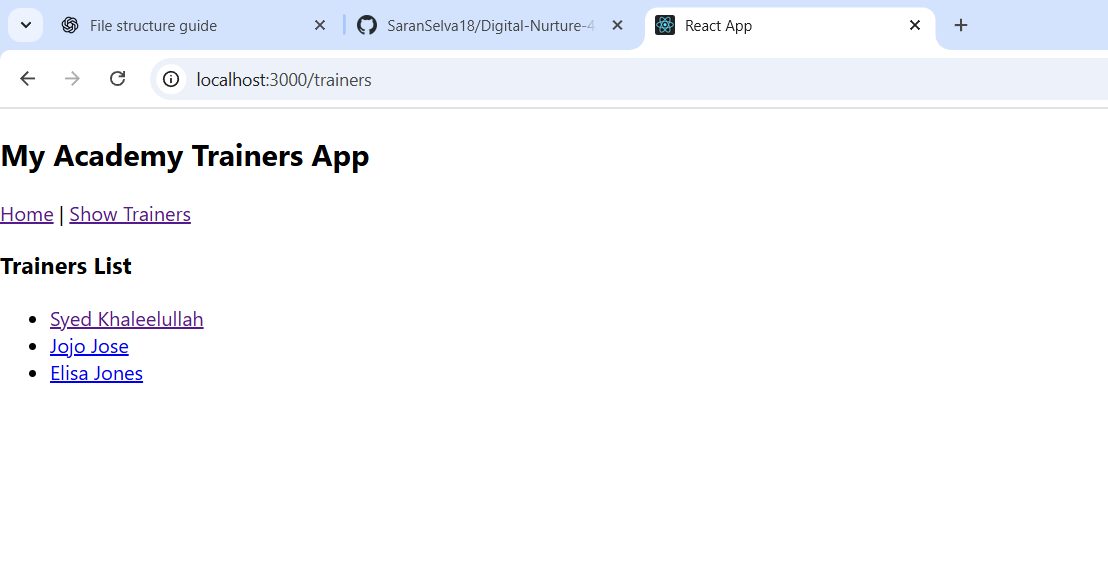 File structure guide
SaranSelva18/Digital-Nurture-4
React App
localhost:3000/trainers
My Academy Trainers App
Home | Show Trainers
Trainers List
Syed Khaleelullah
Jojo Jose
Elisa Jones